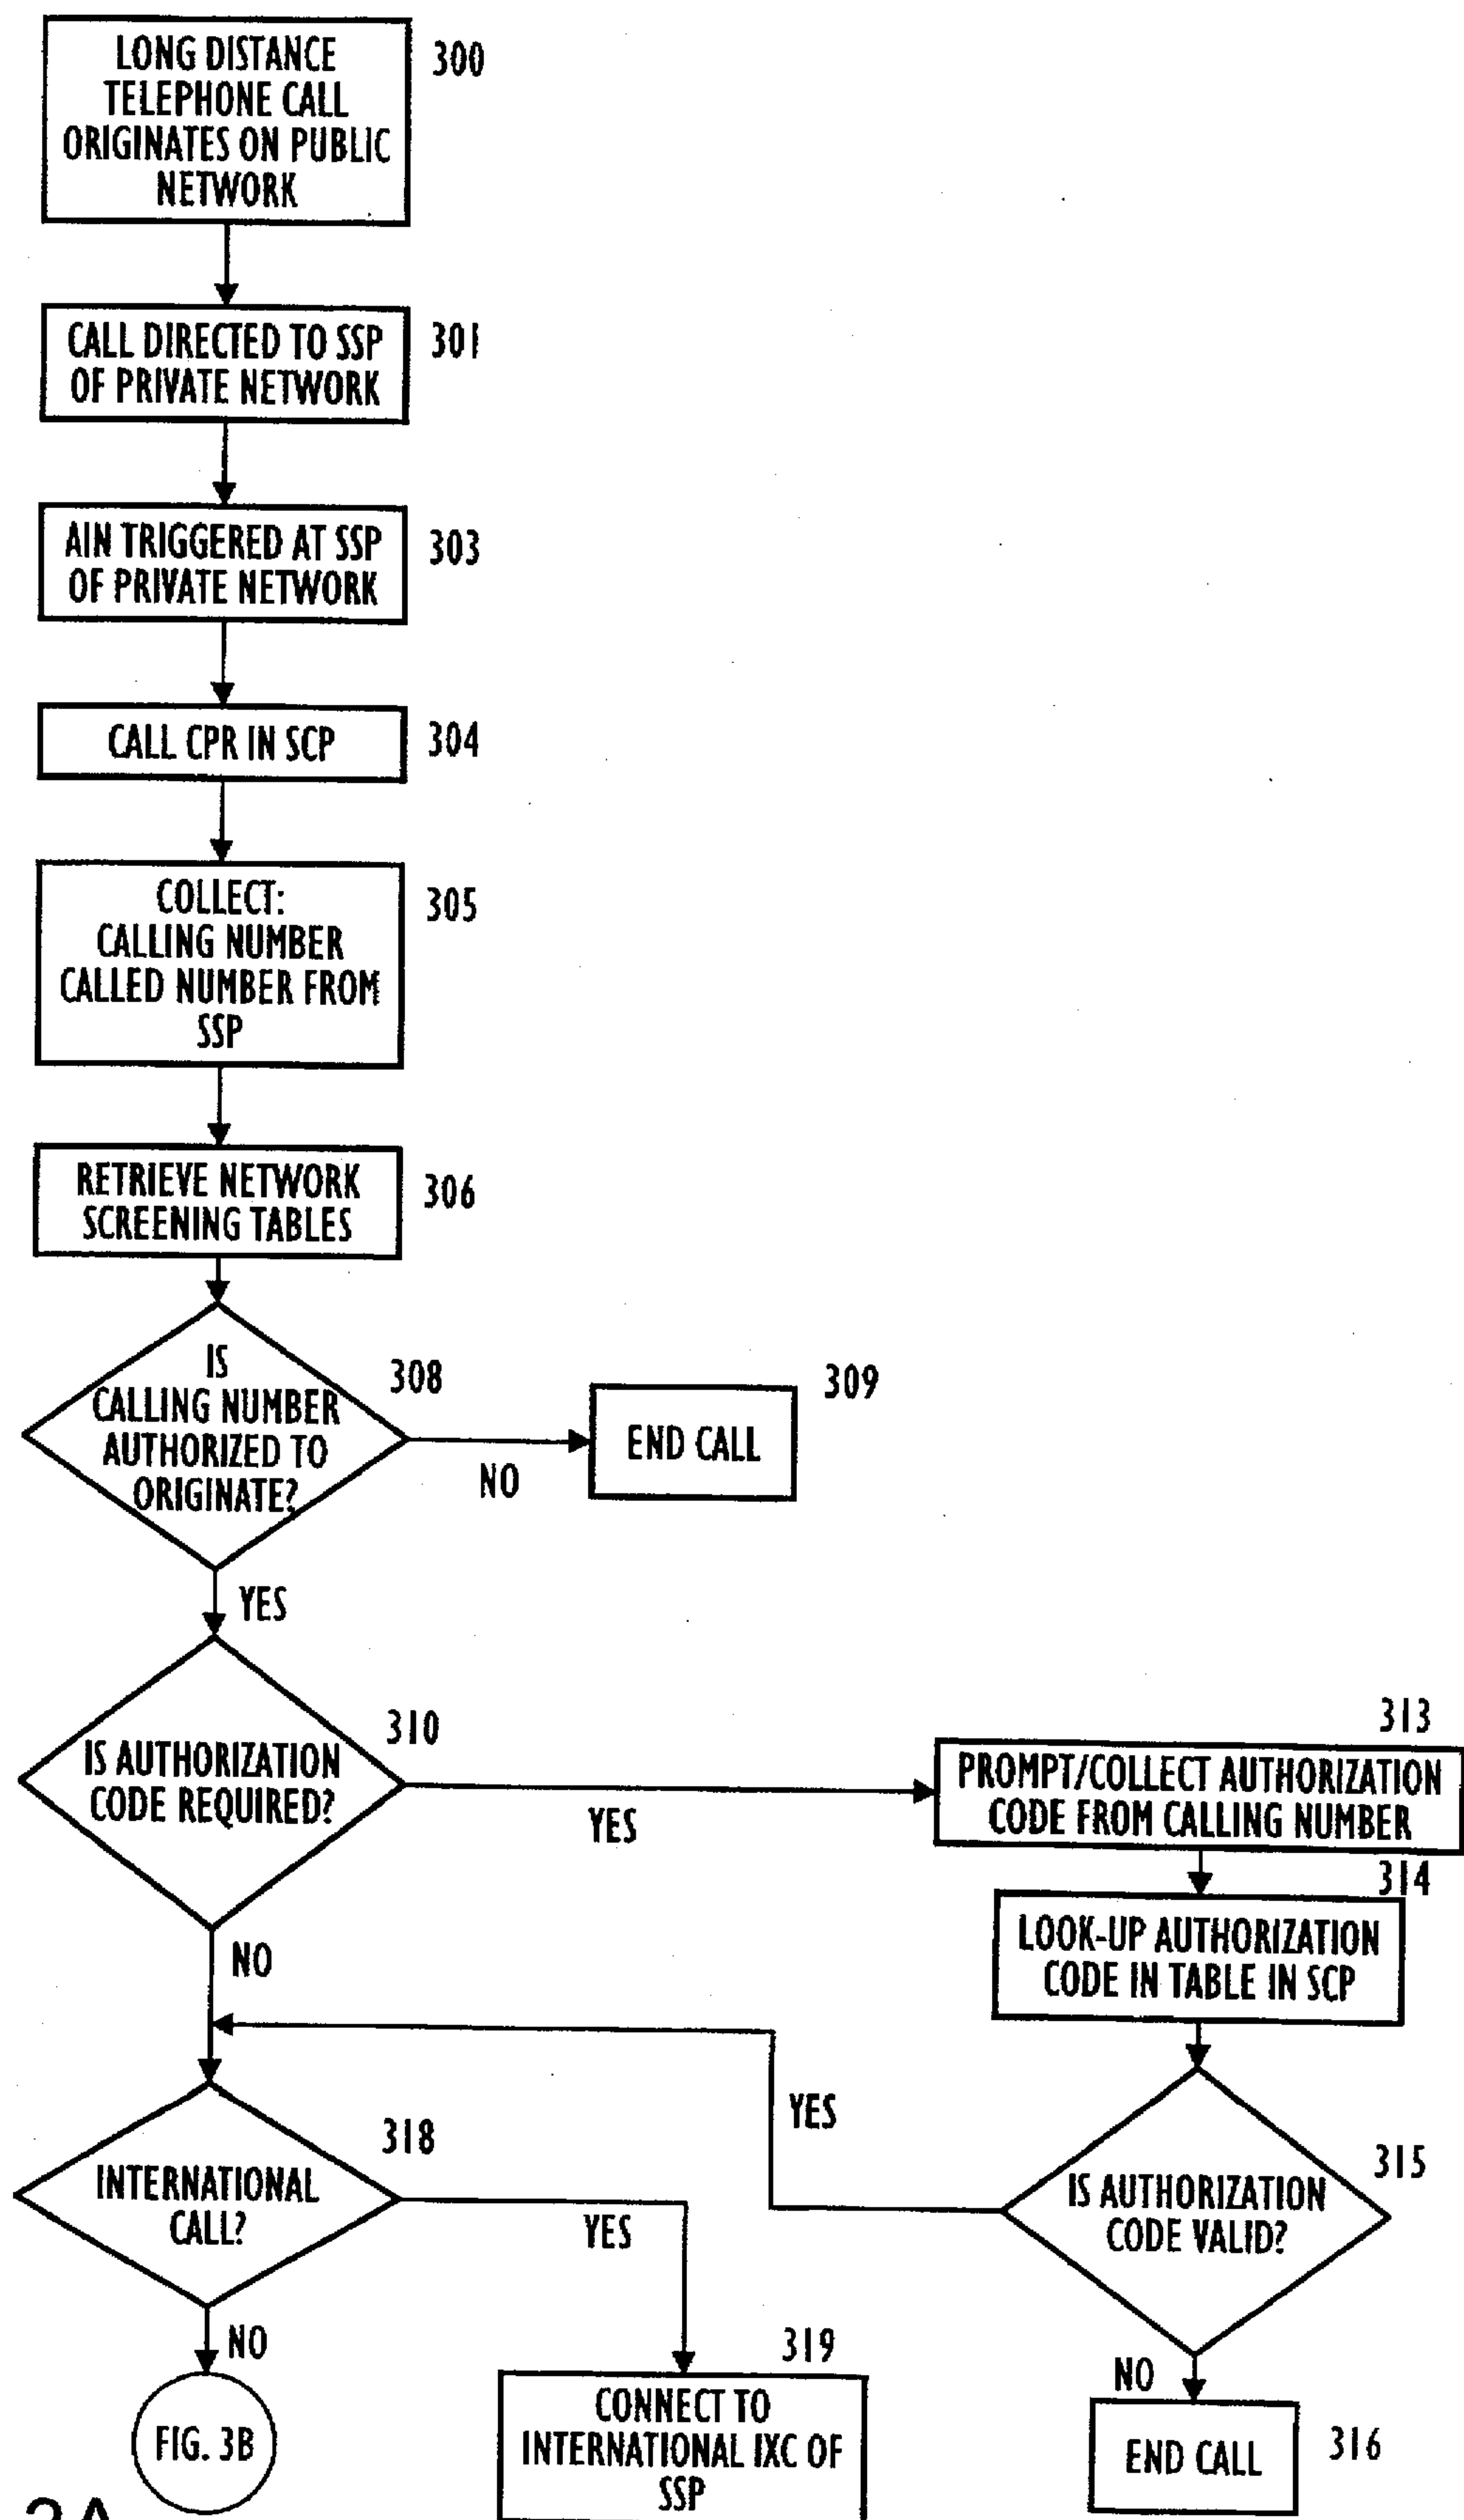 LONG DISTANCE
TELEPHONE CALL
ORIGINATES ON PUBLIC
NETWORK
300
CALL DIRECTED TO SSP
OF PRIVATE NETWORK
301
AIN TRIGGERED AT SSP
OF PRIVATE NETWORK
303
CALL CPR IN SCP
304
COLLECT:
CALLING NUMBER
CALLED NUMBER FROM
SSP
305
RETRIEVE NETWORK
SCREENING TABLES
306
IS
CALLING NUMBER
AUTHORIZED TO
ORIGINATE?
308
NO
END CALL
309
YES
IS AUTHORIZATION
CODE REQUIRED?
310
YES
313
PROMPT/COLLECT AUTHORIZATION
CODE FROM CALLING NUMBER
314
LOOK-UP AUTHORIZATION
CODE IN TABLE IN SCP
NO
YES
IS AUTHORIZATION
CODE VALID?
315
INTERNATIONAL
CALL?
318
YES
NO
FIG. 3B
319
CONNECT TO
INTERNATIONAL IXC OF
SSP
NO
END CALL
316